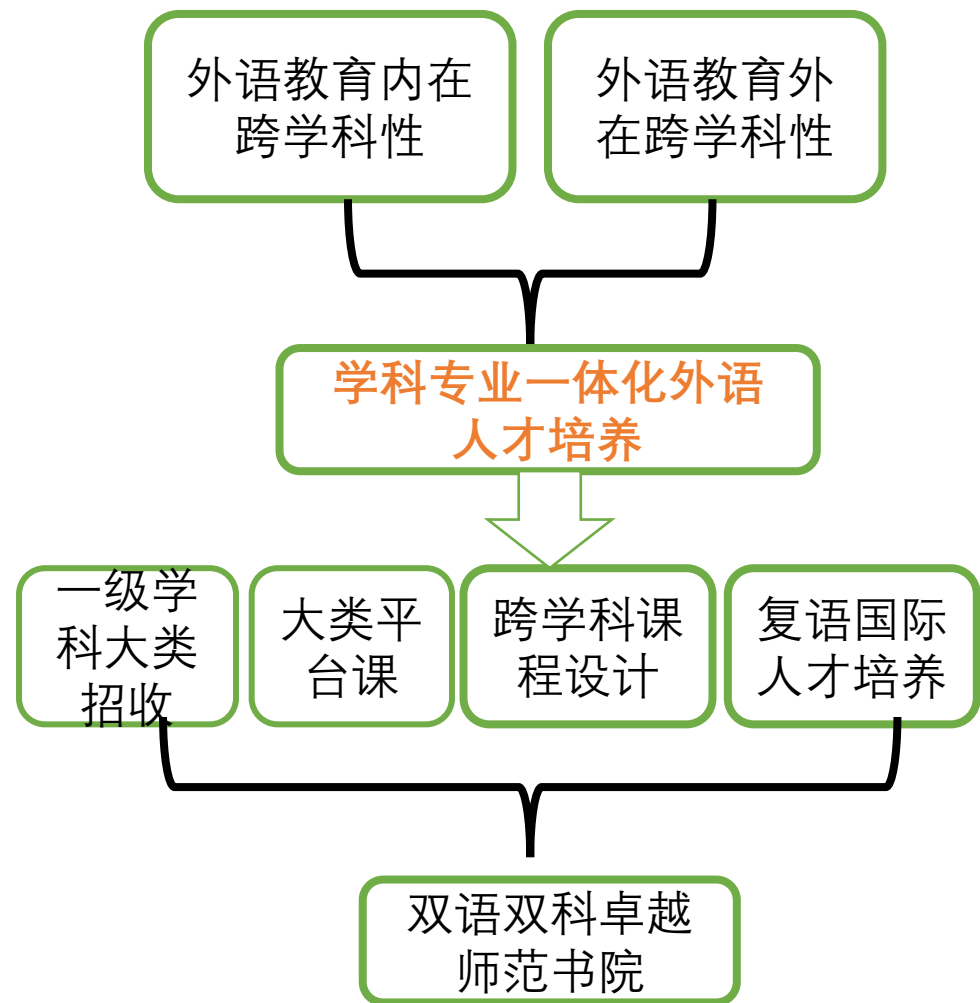 外语教育内在
跨学科性
外语教育外
在跨学科性
学科专业一体化外语
人才培养
一级学
科大类
招收
大类平
台课
跨学科课
程设计
复语国际
人才培养
双语双科卓越
师范书院